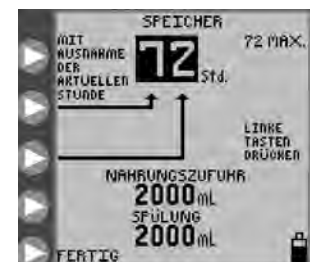 SPEICHER
MIT
AUSNAHME
DER
AKTUELLEN
STUNDE
72 Std.
72 MAX.
LINKE
TASTEN
DRÜCKEN
NAHRUNGSZUFUHR
2000mL
SPÜLUNG
2000mL
FERTIG